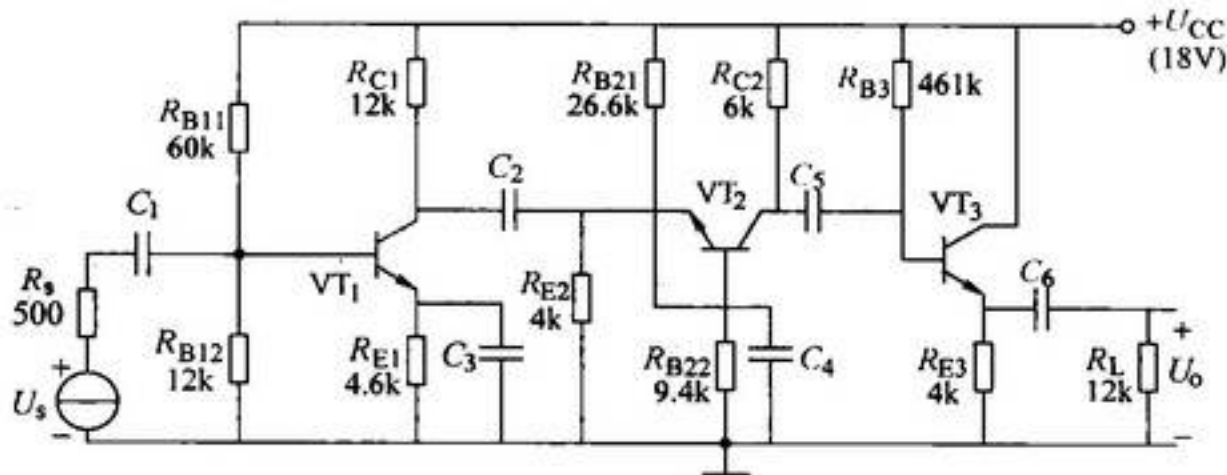 +U_CC
(18V)
R_C1
12k
R_B21
26.6k
R_C2
6k
R_B3
461k
R_B11
60k
C_1
C_2
VT_2
C_5
VT_3
R_s
500
VT_1
R_E2
4k
C_6
R_B12
12k
R_E1
4.6k
C_3
R_B22
9.4k
C_4
R_E3
4k
R_L
12k
+
U_o
−
+
U_s
−